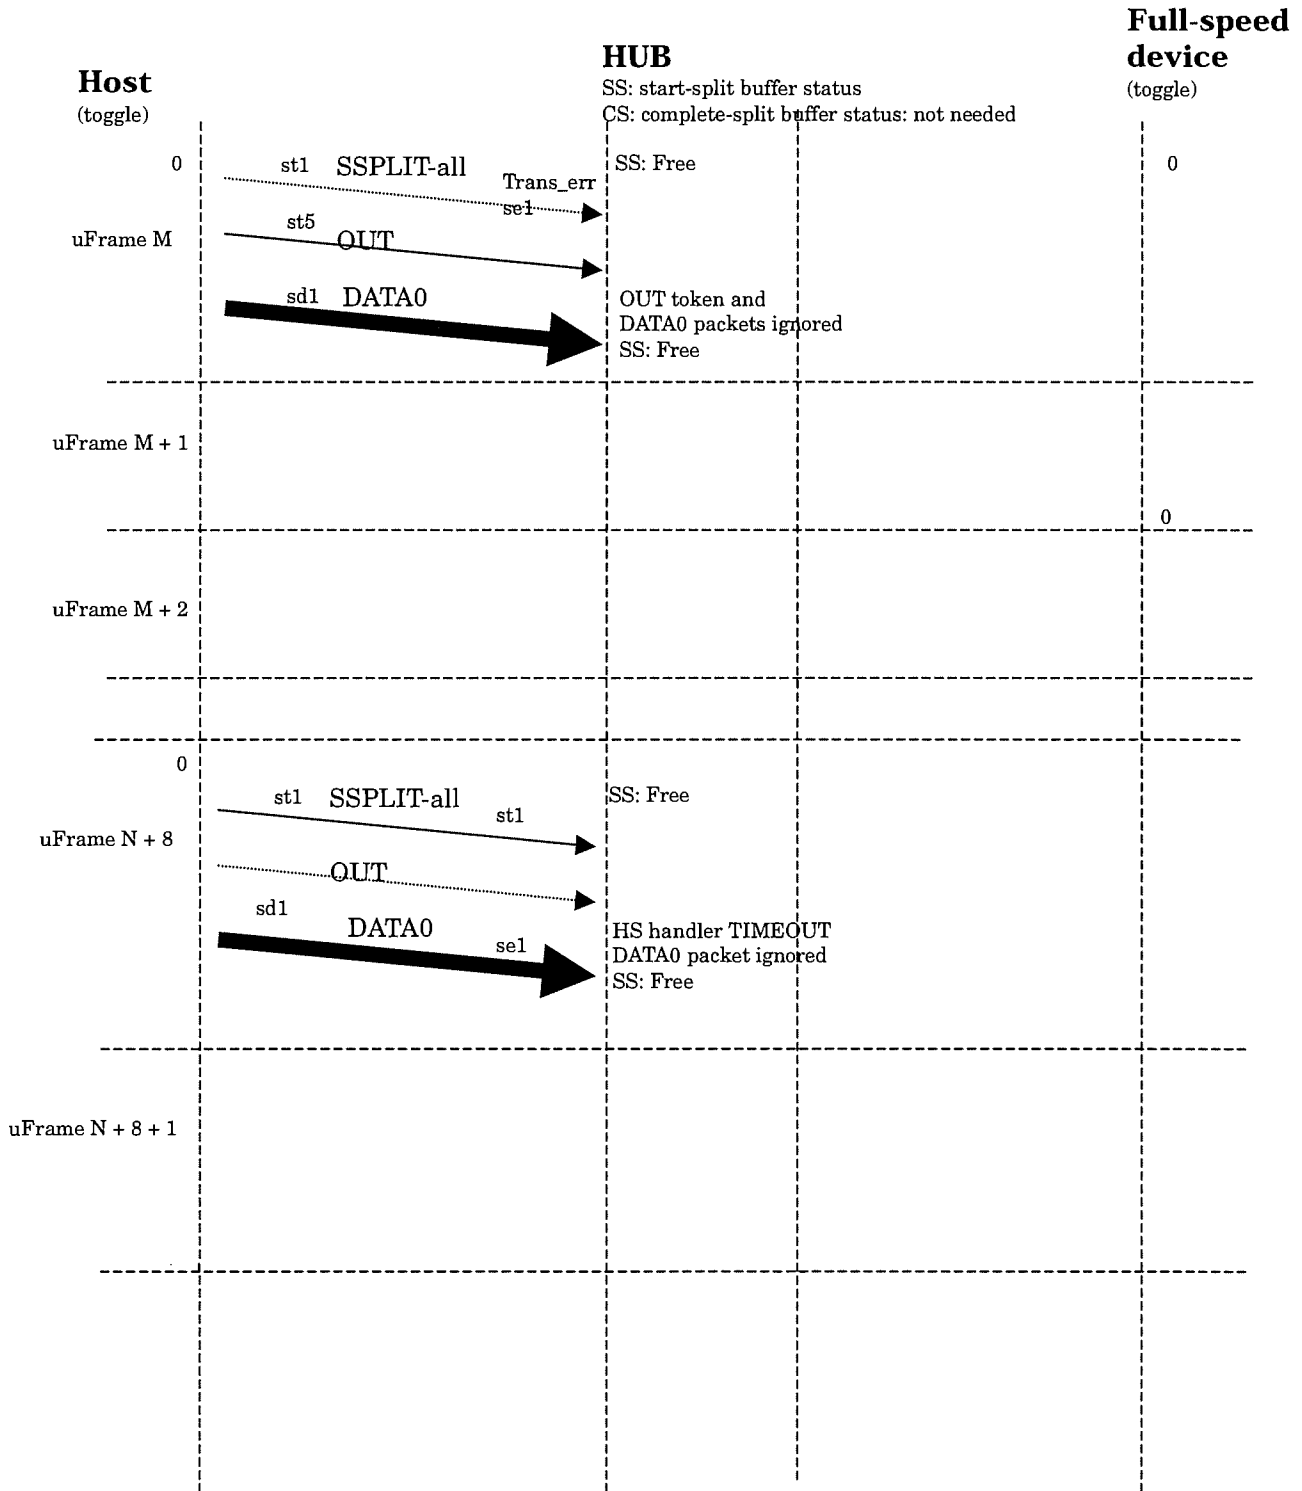 Full-speed
device
(toggle)
HUB
SS: start-split buffer status
CS: complete-split buffer status: not needed
Host
(toggle)
0
st1 SSPLIT-all
Trans_err
se1
SS: Free
0
uFrame M
st5 OUT
sd1 DATA0
OUT token and
DATA0 packets ignored
SS: Free
uFrame M + 1
0
uFrame M + 2
0
st1 SSPLIT-all
st1
SS: Free
uFrame N + 8
OUT
sd1
DATA0
se1
HS handler TIMEOUT
DATA0 packet ignored
SS: Free
uFrame N + 8 + 1